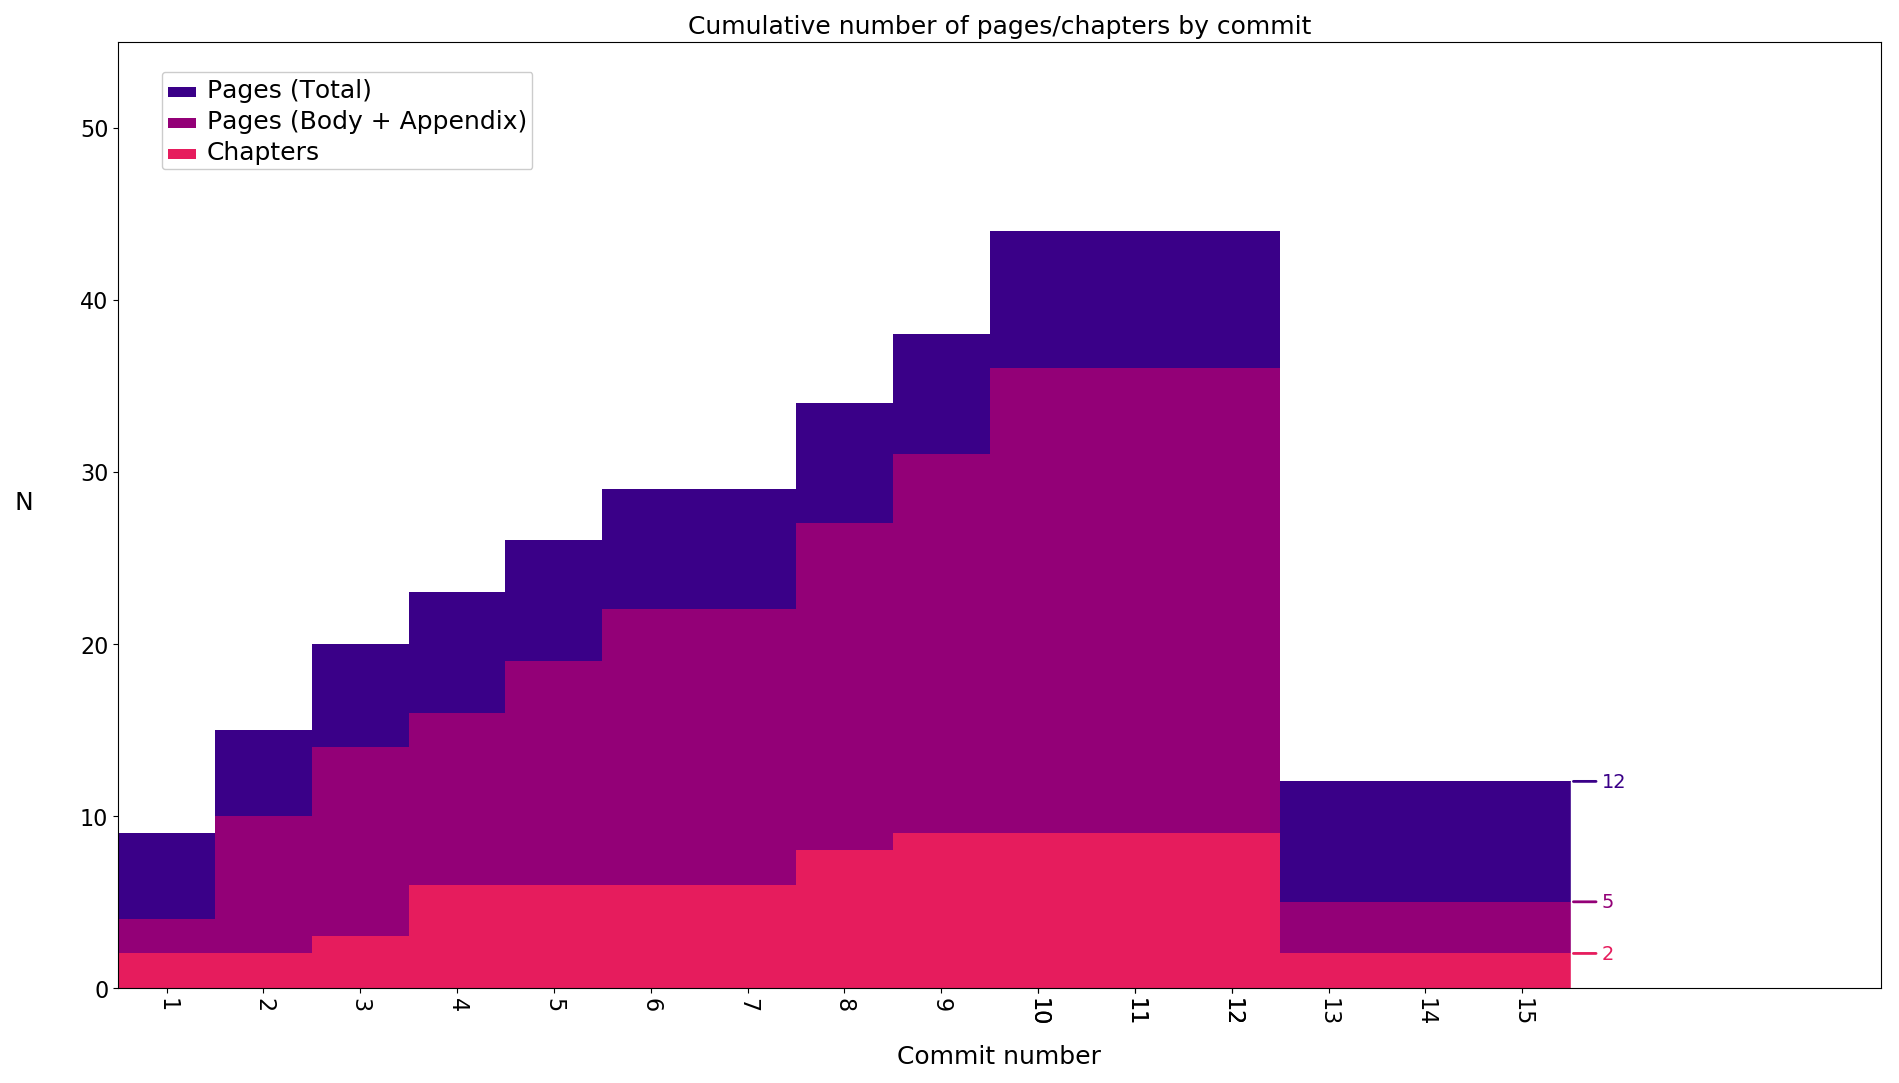 Cumulative number of pages/chapters by commit
Pages (Total)
Pages (Body + Appendix)
Chapters
50
40
30
20
10
0
N
12
5
2
1 2 3 4 5 6 7 8 9 10 11 12 13 14 15
Commit number